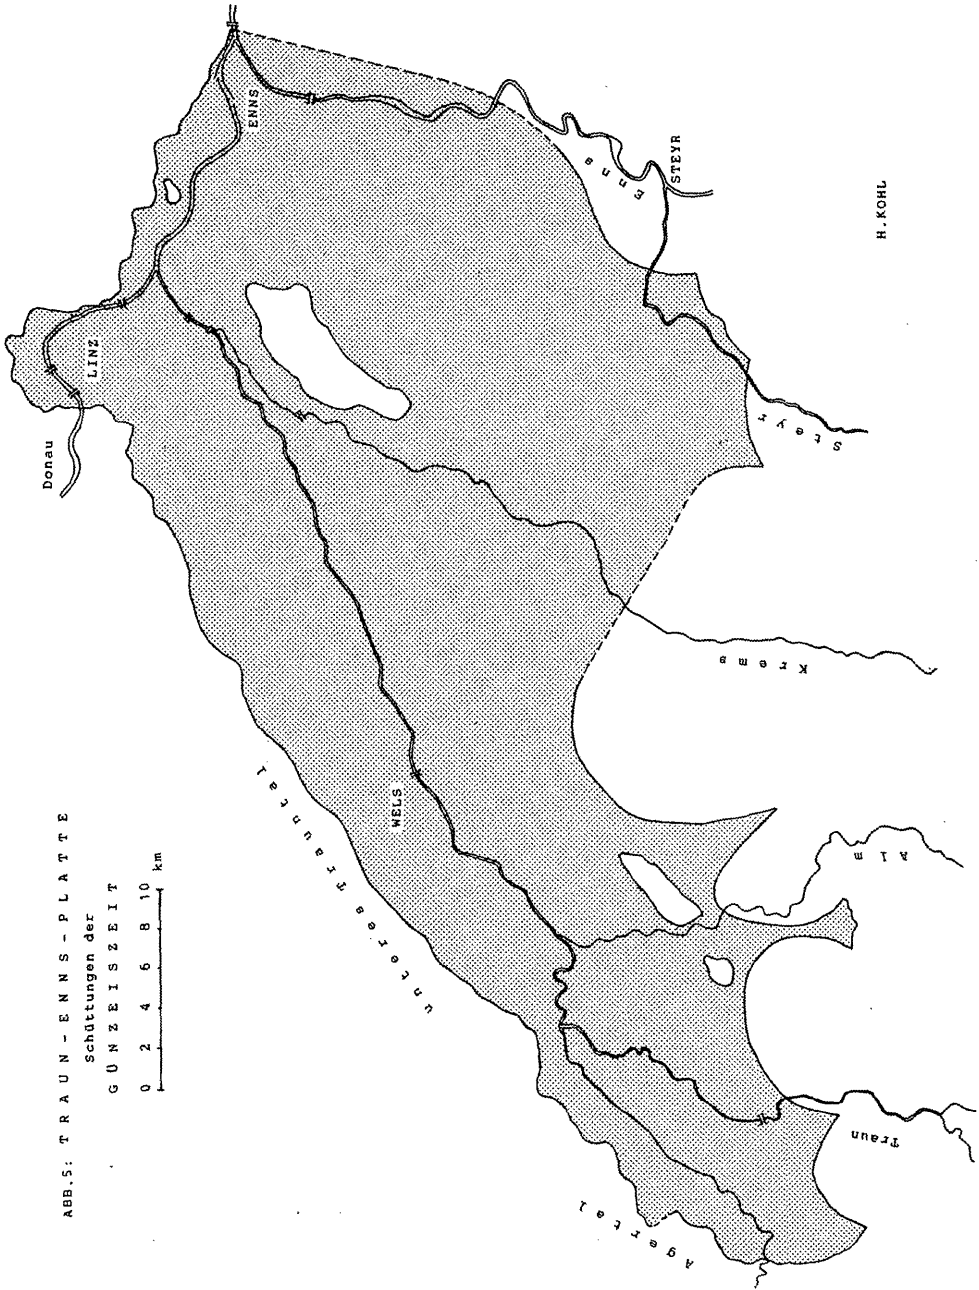 ABB.5: TRAUN-ENNS-PLATTE
Schüttungen der
GÜNZEISZEIT
0 2 4 6 8 10 km
Donau
LINZ
ENNS
Enns
STEYR
Steyr
Krems
WELS
unteres Trauntal
Alm
Traun
Agertal
H.KOHL